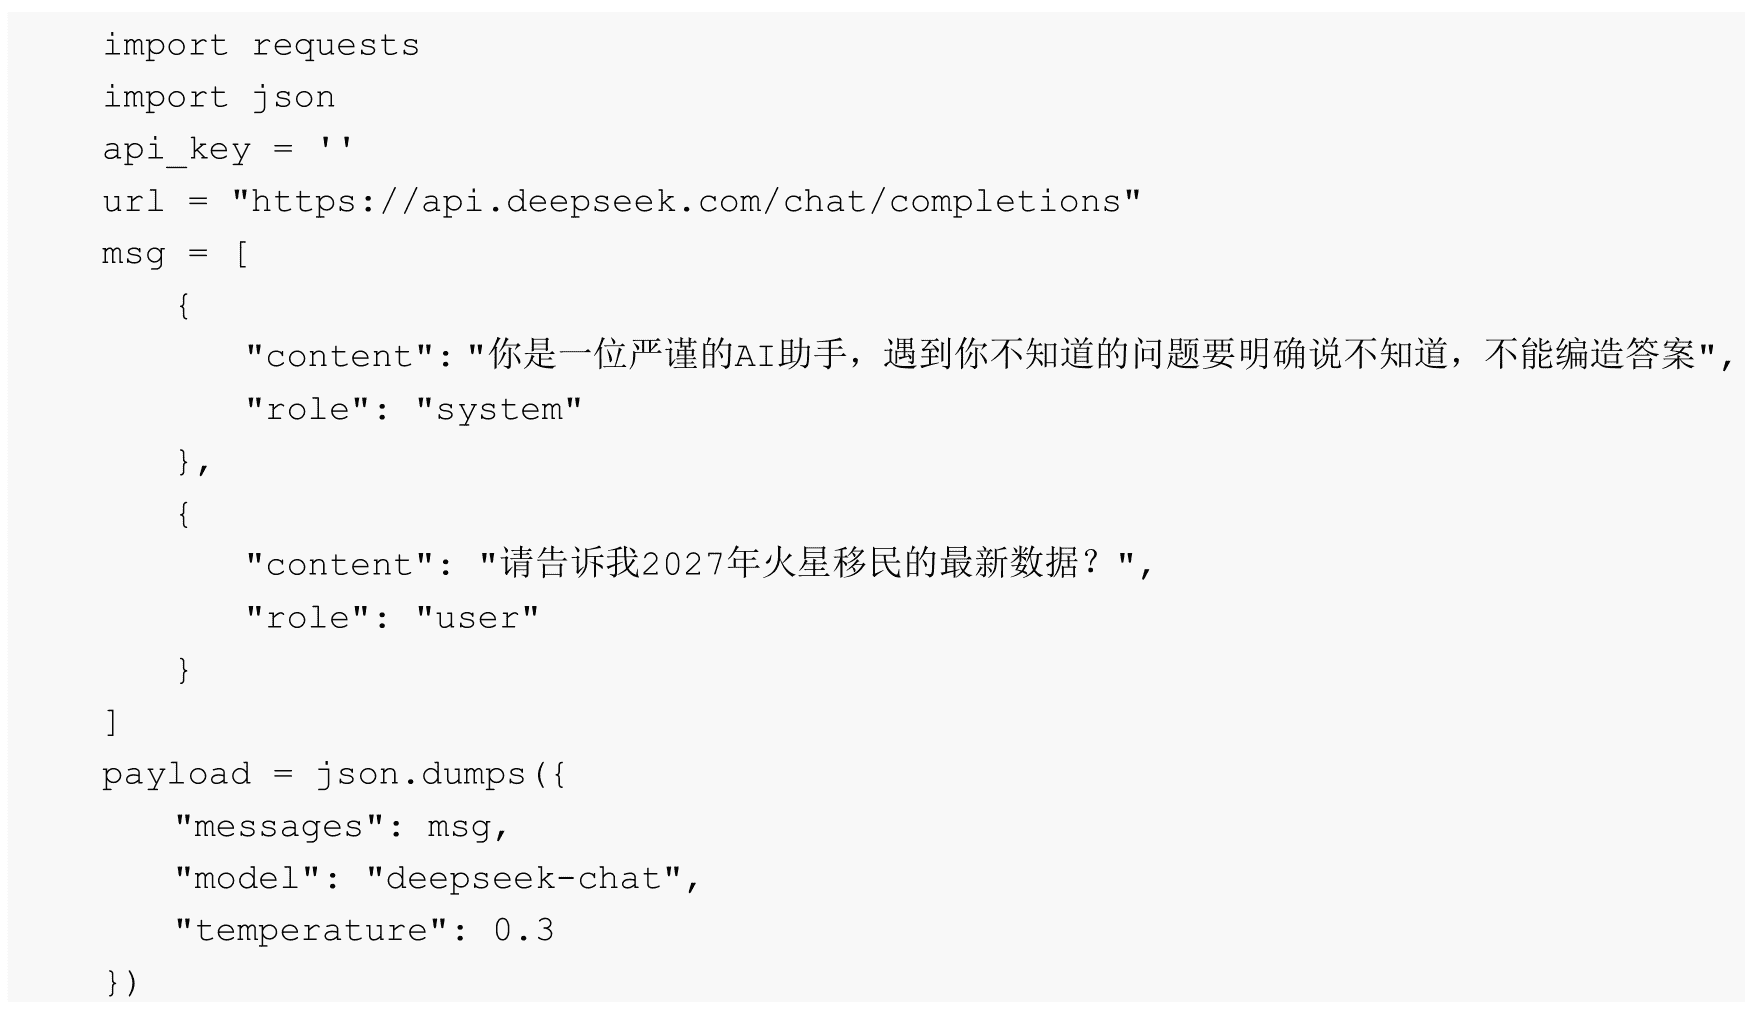 import requests
import json
api_key = ''
url = "https://api.deepseek.com/chat/completions"
msg = [
    {
        "content": "你是一位严谨的AI助手，遇到你不知道的问题要明确说不知道，不能编造答案",
        "role": "system"
    },
    {
        "content": "请告诉我2027年火星移民的最新数据？",
        "role": "user"
    }
]
payload = json.dumps({
    "messages": msg,
    "model": "deepseek-chat",
    "temperature": 0.3
})